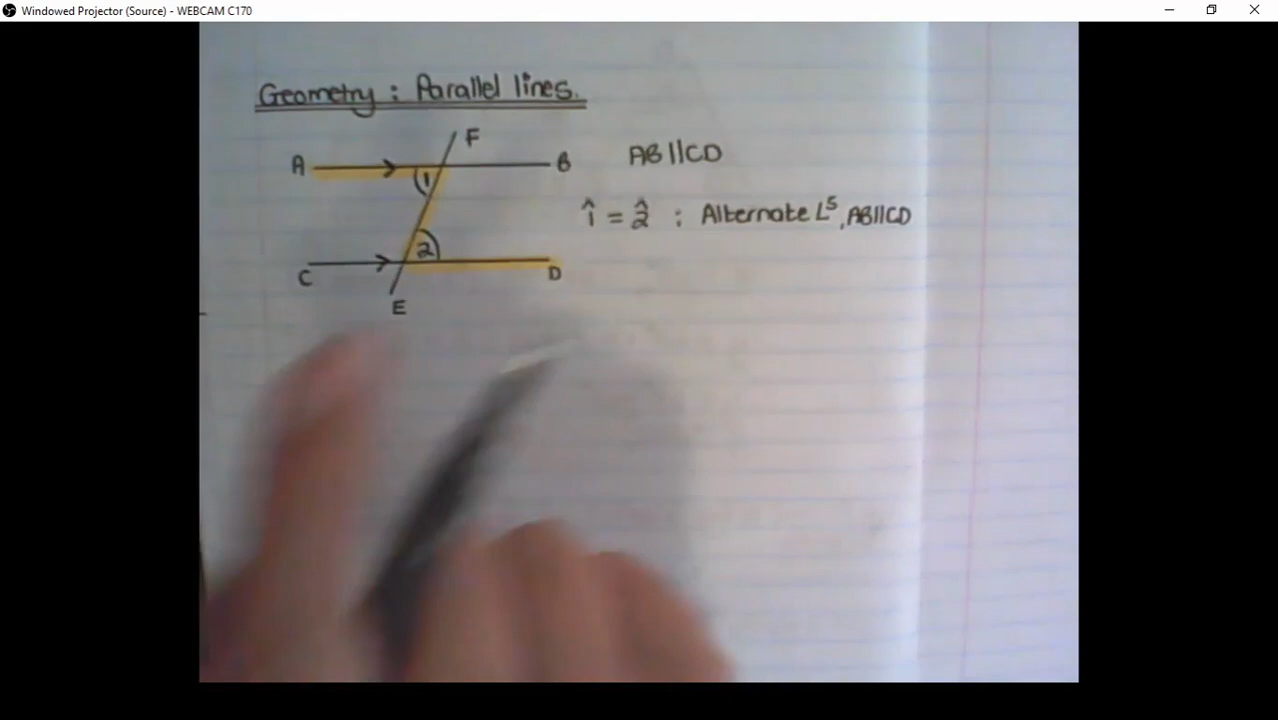 Windowed Projector (Source) - WEBCAM C170
Geometry : Parallel lines.
F
A
B
AB||CD
1
1̂ = 2̂ : Alternate ∠ˢ, AB||CD
2
C
D
E